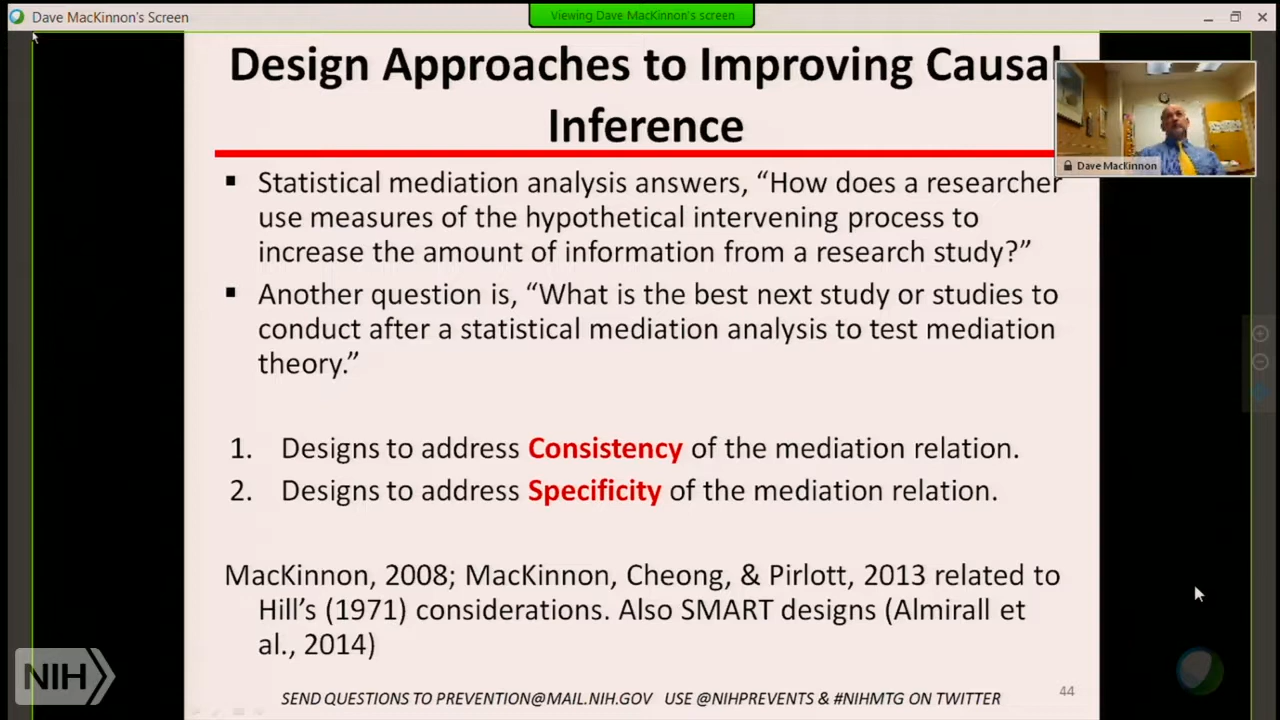 Dave MacKinnon's Screen
Viewing Dave MacKinnon's screen
Design Approaches to Improving Causal
Inference
Dave MacKinnon
▪ Statistical mediation analysis answers, “How does a researcher
use measures of the hypothetical intervening process to
increase the amount of information from a research study?”
▪ Another question is, “What is the best next study or studies to
conduct after a statistical mediation analysis to test mediation
theory.”
1. Designs to address Consistency of the mediation relation.
2. Designs to address Specificity of the mediation relation.
MacKinnon, 2008; MacKinnon, Cheong, & Pirlott, 2013 related to
Hill’s (1971) considerations. Also SMART designs (Almirall et
al., 2014)
NIH
SEND QUESTIONS TO PREVENTION@MAIL.NIH.GOV USE @NIHPREVENTS & #NIHMTG ON TWITTER
44